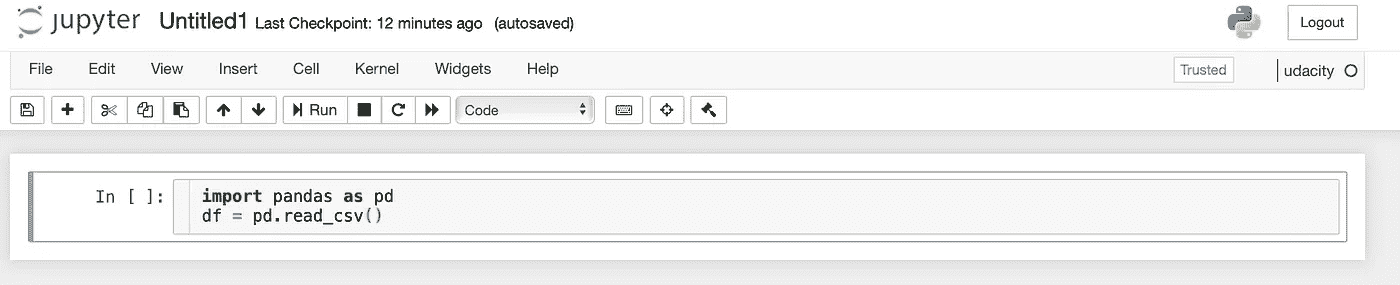 jupyter Untitled1 Last Checkpoint: 12 minutes ago (autosaved) Logout
File Edit View Insert Cell Kernel Widgets Help Trusted udacity
Run Code
In [ ]: import pandas as pd
df = pd.read_csv()